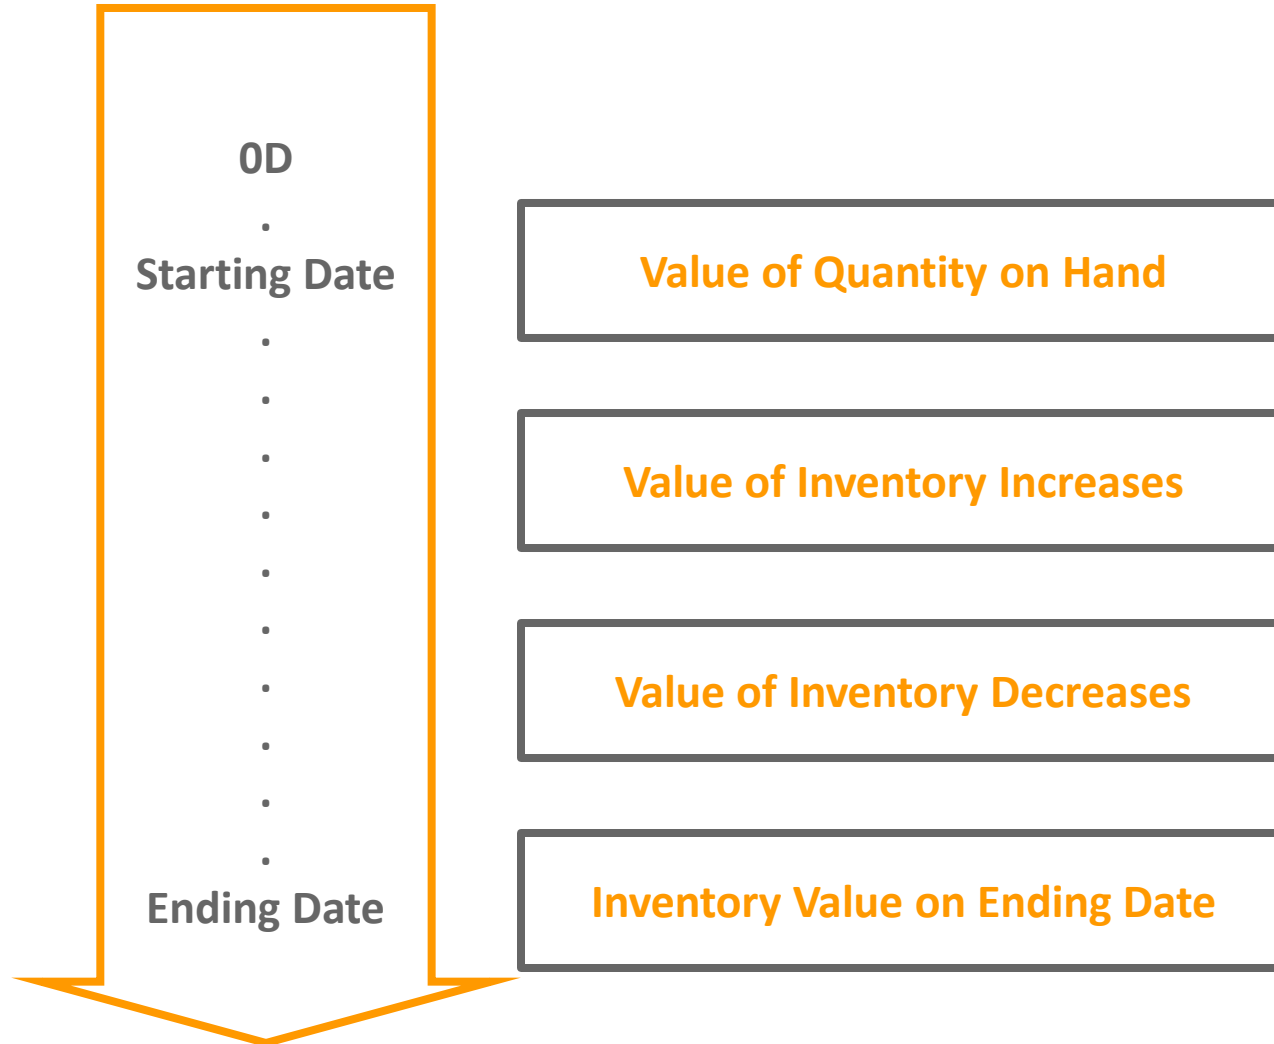 0D
.
Starting Date
.
.
.
.
.
.
.
.
.
.
Ending Date
Value of Quantity on Hand
Value of Inventory Increases
Value of Inventory Decreases
Inventory Value on Ending Date